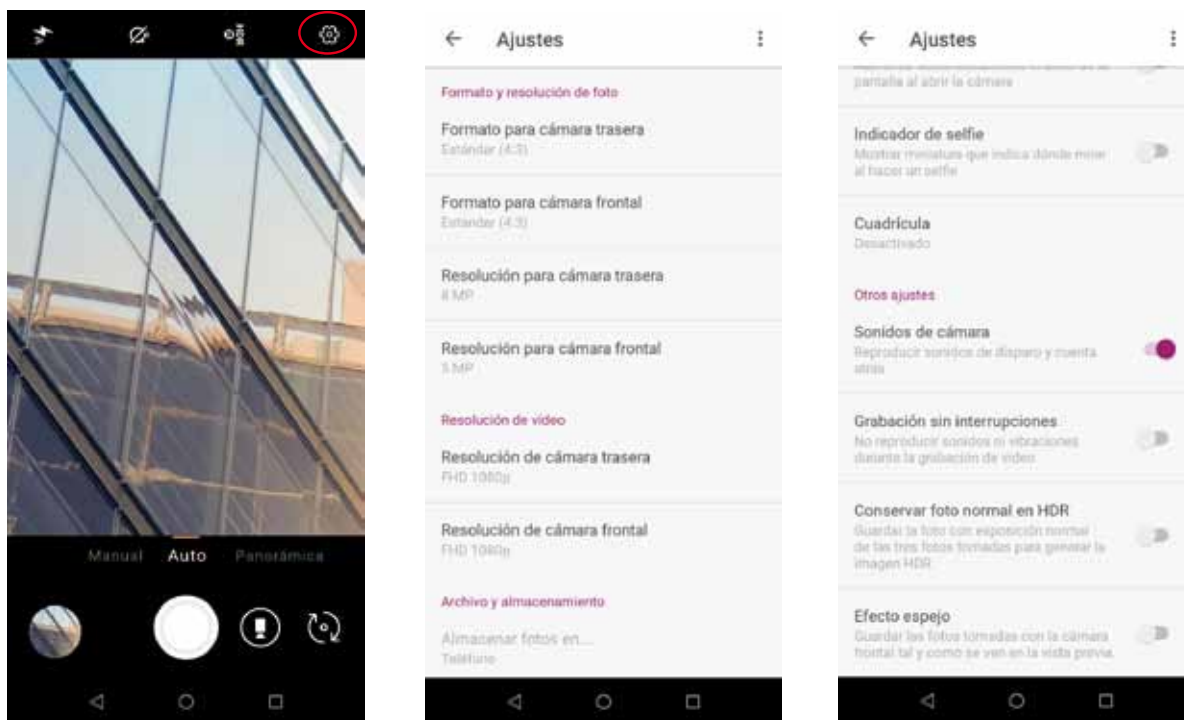 Manual Auto Panorámica
Ajustes
Formato y resolución de foto
Formato para cámara trasera
Estándar (4:3)
Formato para cámara frontal
Estándar (4:3)
Resolución para cámara trasera
8 MP
Resolución para cámara frontal
5 MP
Resolución de vídeo
Resolución de cámara trasera
FHD 1080p
Resolución de cámara frontal
FHD 1080p
Archivo y almacenamiento
Almacenar fotos en...
Teléfono
Ajustes
pantalla al abrir la cámara
Indicador de selfie
Mostrar miniatura que indica dónde mirar
al hacer un selfie
Cuadrícula
Desactivado
Otros ajustes
Sonidos de cámara
Reproducir sonidos de disparo y cuenta
atrás
Grabación sin interrupciones
No reproducir sonidos ni vibraciones
durante la grabación de vídeo
Conservar foto normal en HDR
Guardar la foto con exposición normal
de las tres fotos tomadas para generar la
imagen HDR
Efecto espejo
Guardar las fotos tomadas con la cámara
frontal tal y como se ven en la vista previa.